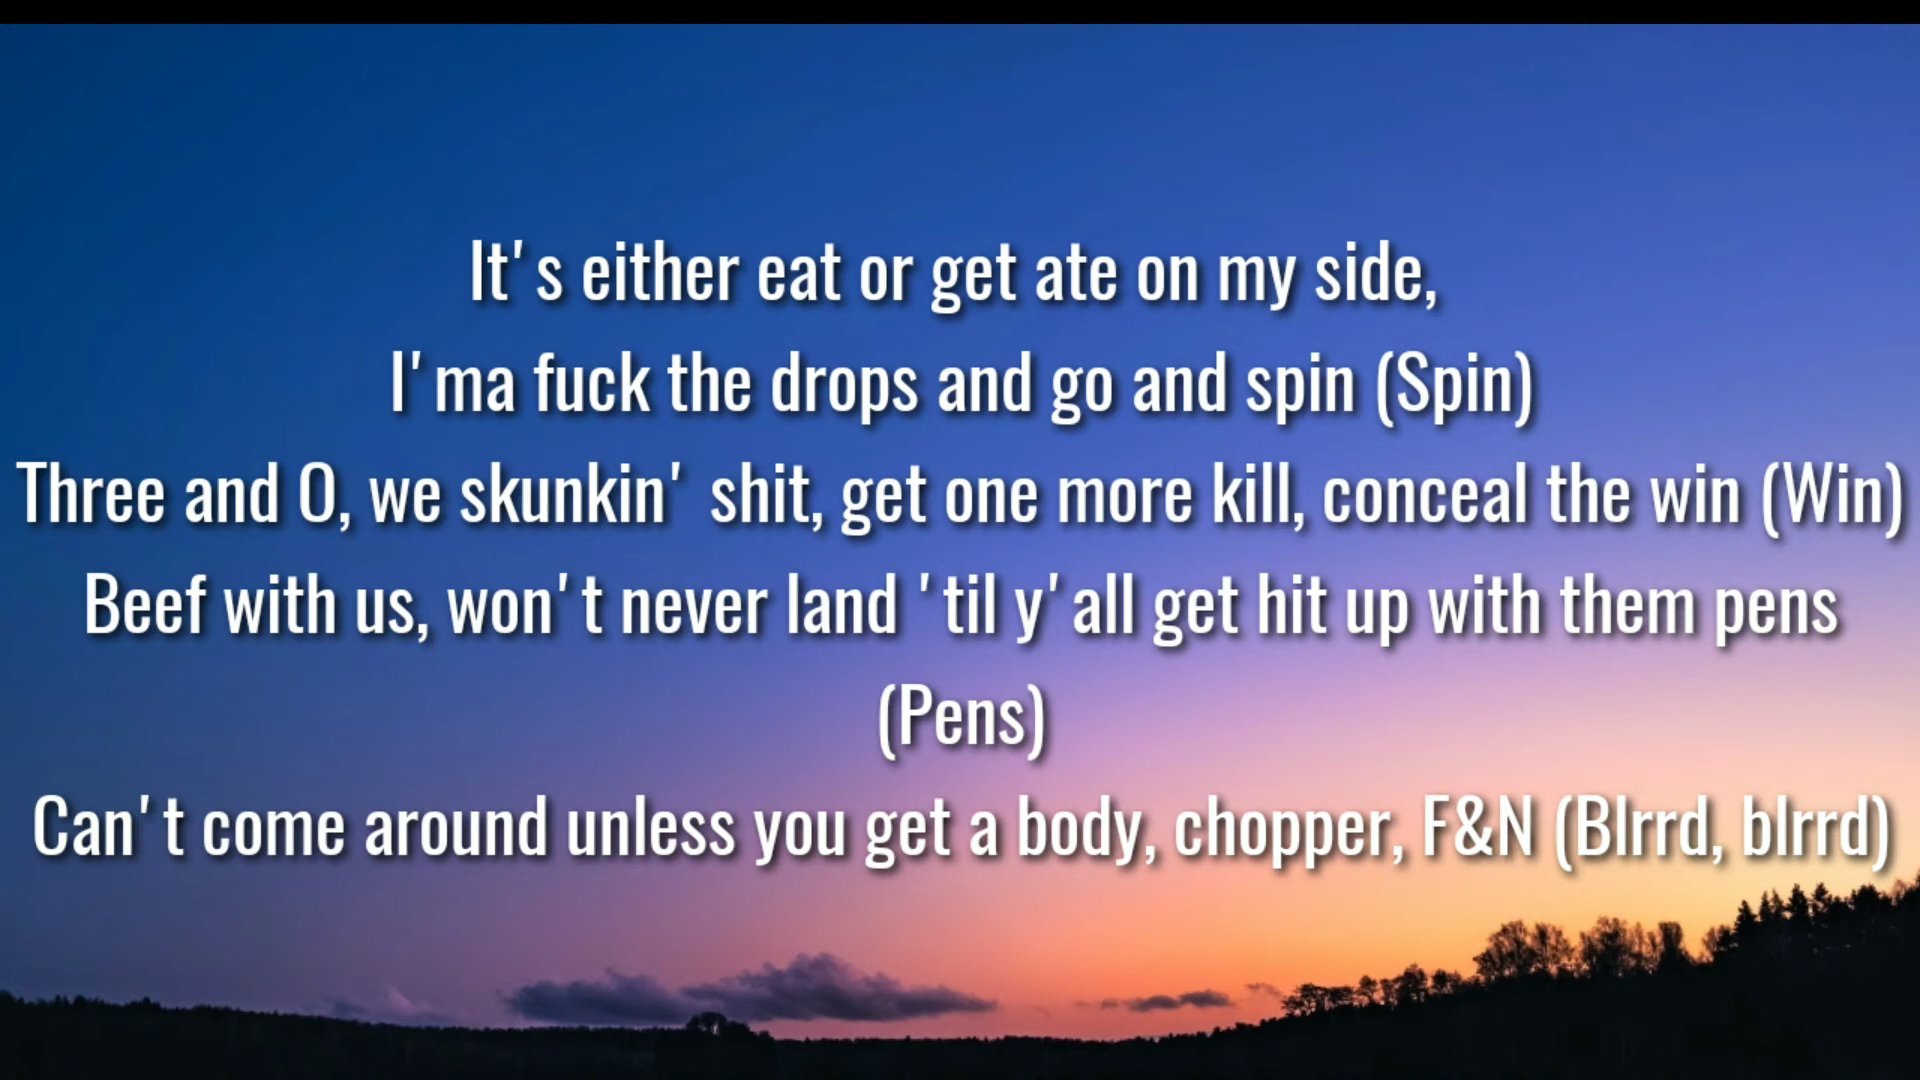 It's either eat or get ate on my side,
I'ma fuck the drops and go and spin (Spin)
Three and O, we skunkin' shit, get one more kill, conceal the win (Win)
Beef with us, won't never land 'til y'all get hit up with them pens
(Pens)
Can't come around unless you get a body, chopper, F&N (Blrrd, blrrd)